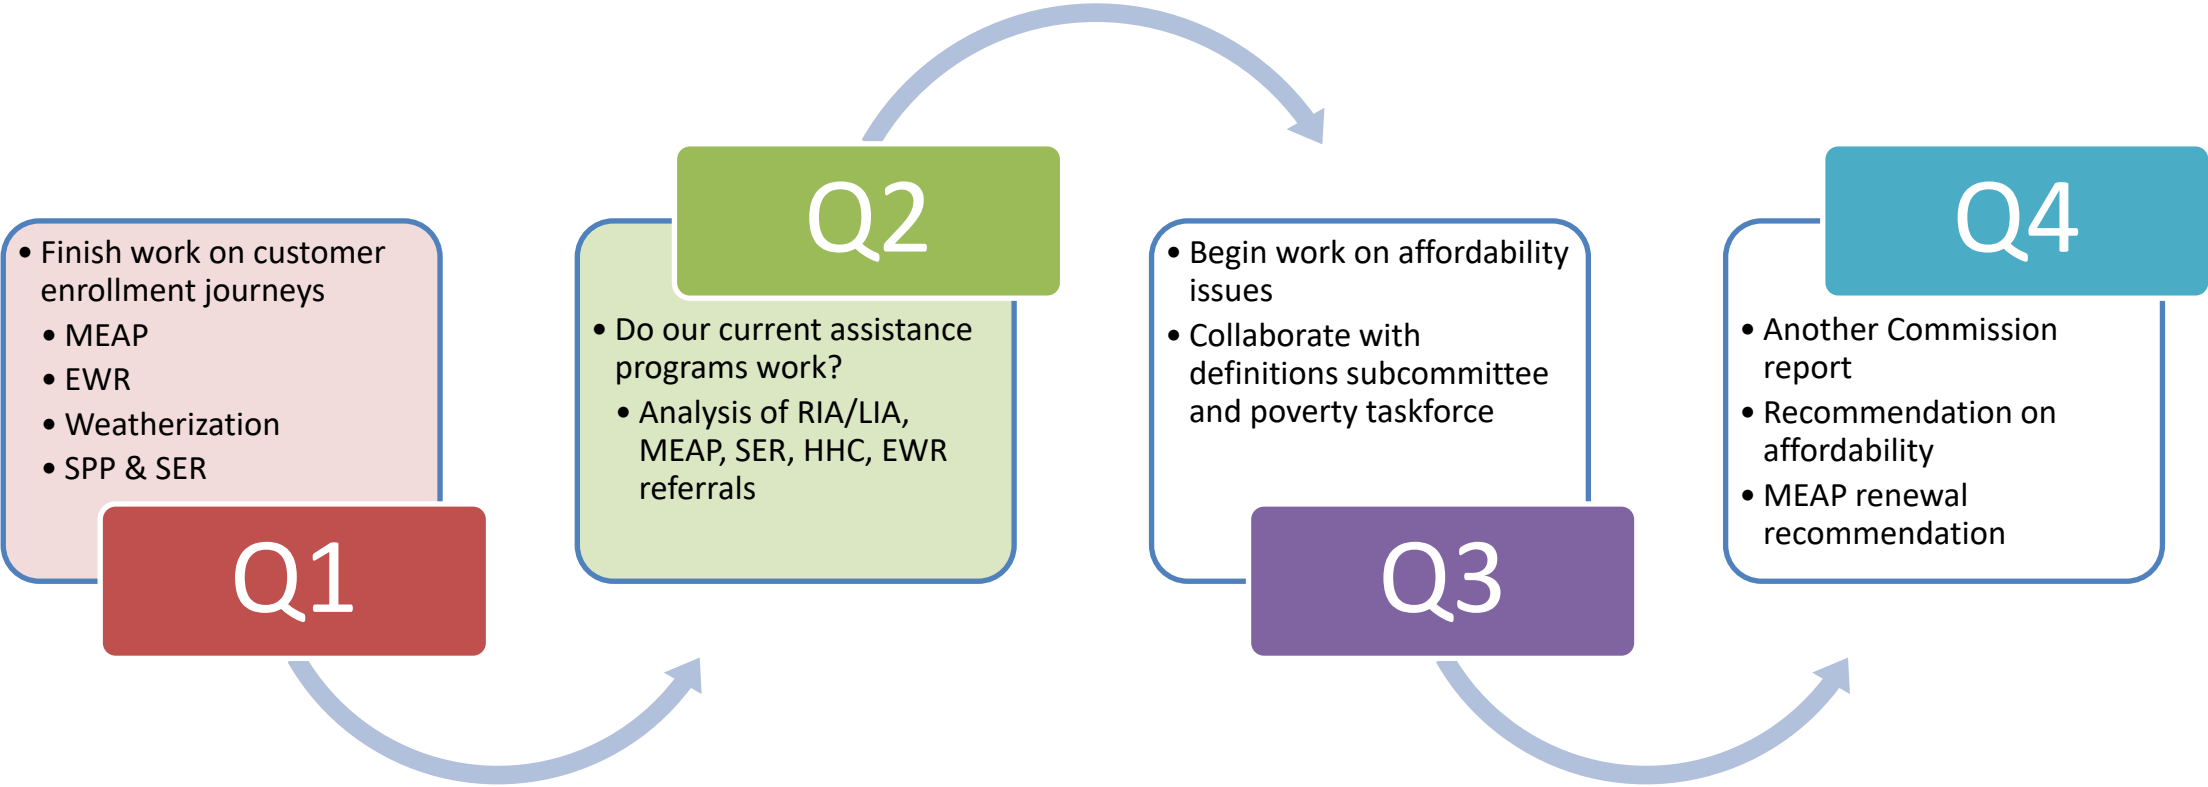 • Finish work on customer
enrollment journeys
• MEAP
• EWR
• Weatherization
• SPP & SER
Q1
Q2
• Do our current assistance
programs work?
• Analysis of RIA/LIA,
MEAP, SER, HHC, EWR
referrals
• Begin work on affordability
issues
• Collaborate with
definitions subcommittee
and poverty taskforce
Q3
Q4
• Another Commission
report
• Recommendation on
affordability
• MEAP renewal
recommendation